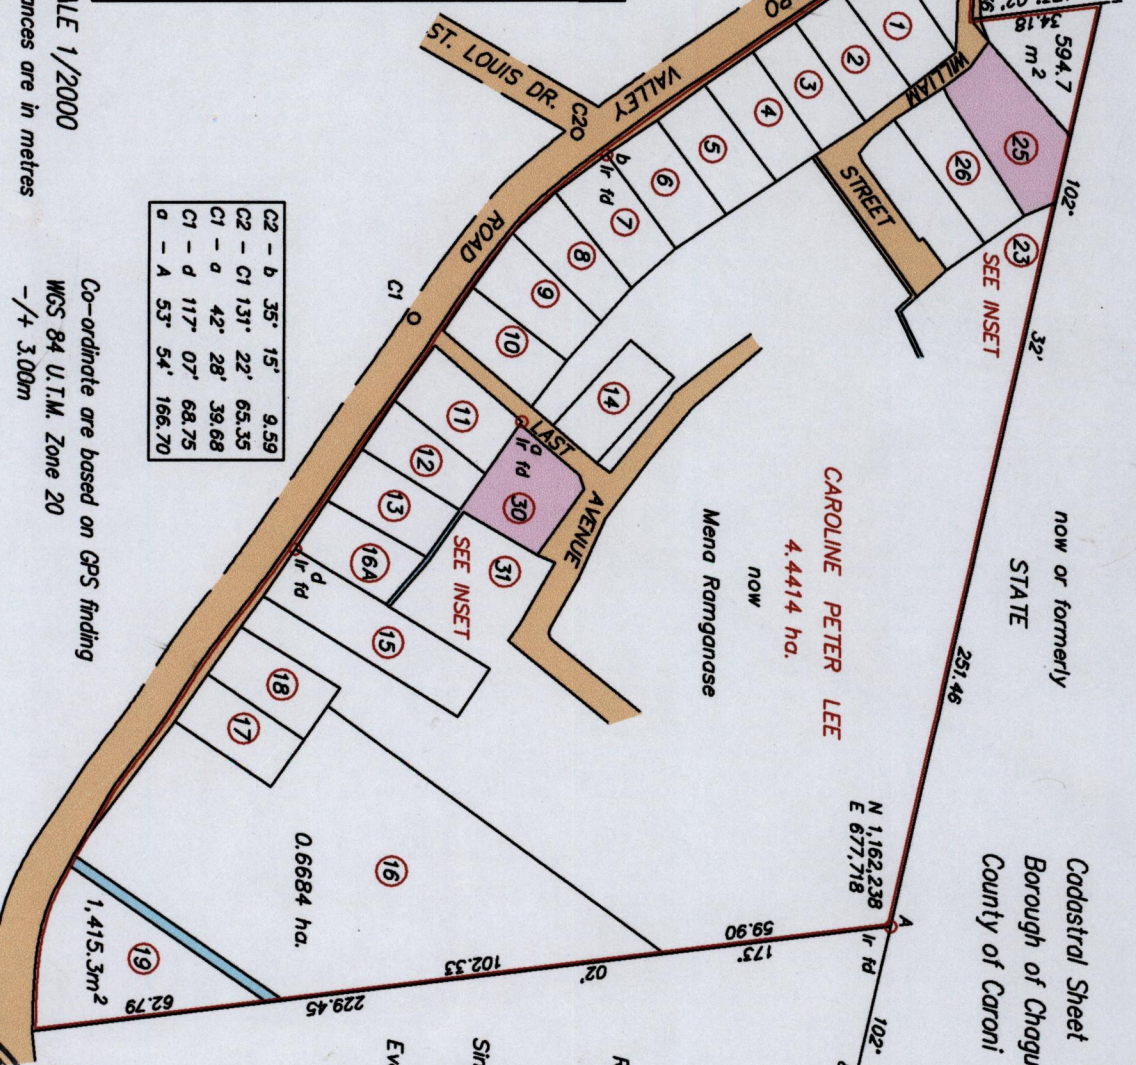 Cadastral Sheet
Borough of Chagu
County of Caroni
now or formerly
STATE
102° 32' 251.46
102°
A
Ir fd
N 1,162,238
E 677,718
594.7
m²
34.18
CAROLINE PETER LEE
4.4414 ha.
now
Mena Ramganase
SEE INSET
23
25
26
WILLIAM
STREET
1
2
3
4
5
6
7
8
9
10
b
Ir fd
VALLEY
ROAD
ST. LOUIS DR.
C2
C1
14
LAST
AVENUE
a
Ir fd
30
31
SEE INSET
11
12
13
16A
15
d
Ir fd
18
17
16
0.6684 ha.
19
1,415.3m²
59.90
173° 02' 229.45
102.33
62.79
C2 – b 35° 15' 9.59
C2 – C1 131° 22' 65.35
C1 – a 42° 28' 39.68
C1 – d 117° 07' 68.75
a – A 53° 54' 166.70
Co–ordinate are based on GPS finding
WGS 84 U.T.M. Zone 20
–/+ 3.00m
ALE 1/2000
ances are in metres